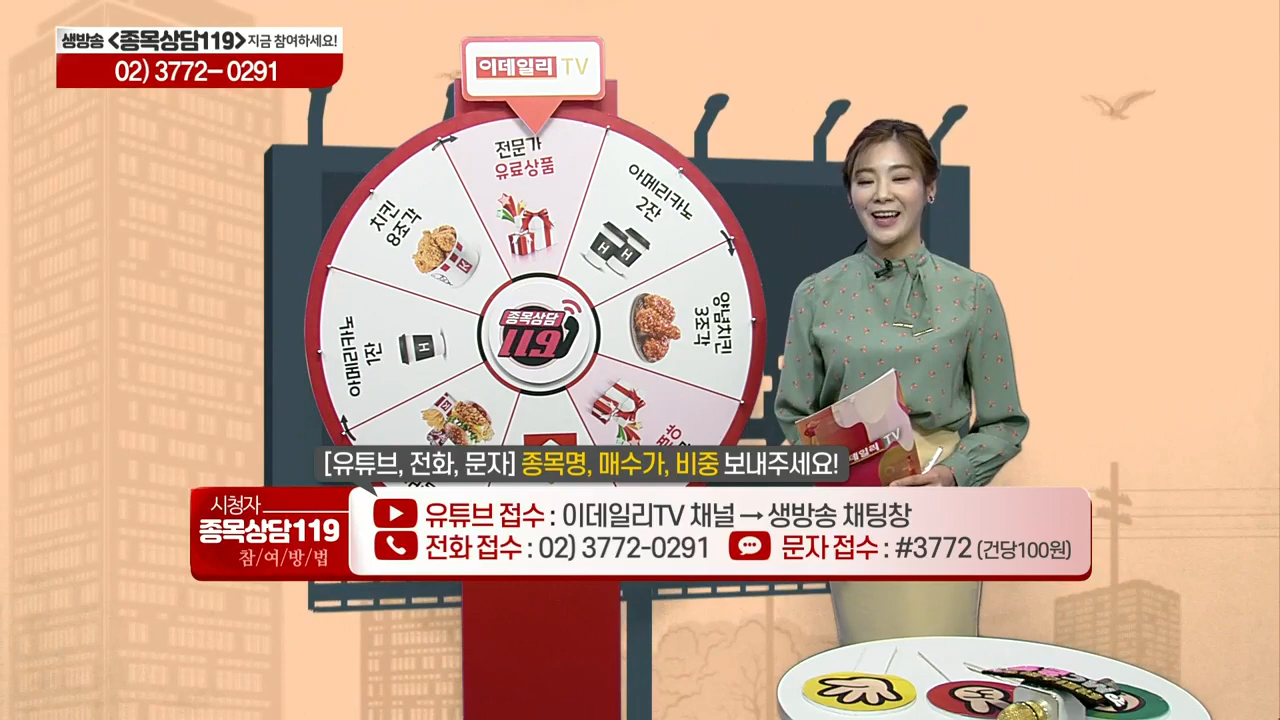 생방송 <종목상담119> 지금 참여하세요!
02) 3772-0291
이데일리 TV
전문가
유료상품
아메리카노
2잔
치킨
8조각
양념치킨
3조각
아메리카노
1잔
H H
H
종목상담
119
데일리 TV
[유튜브, 전화, 문자] 종목명, 매수가, 비중 보내주세요!
시청자
종목상담119
참/여/방/법
유튜브 접수 : 이데일리TV 채널 → 생방송 채팅창
전화 접수 : 02) 3772-0291
문자 접수 : #3772 (건당100원)